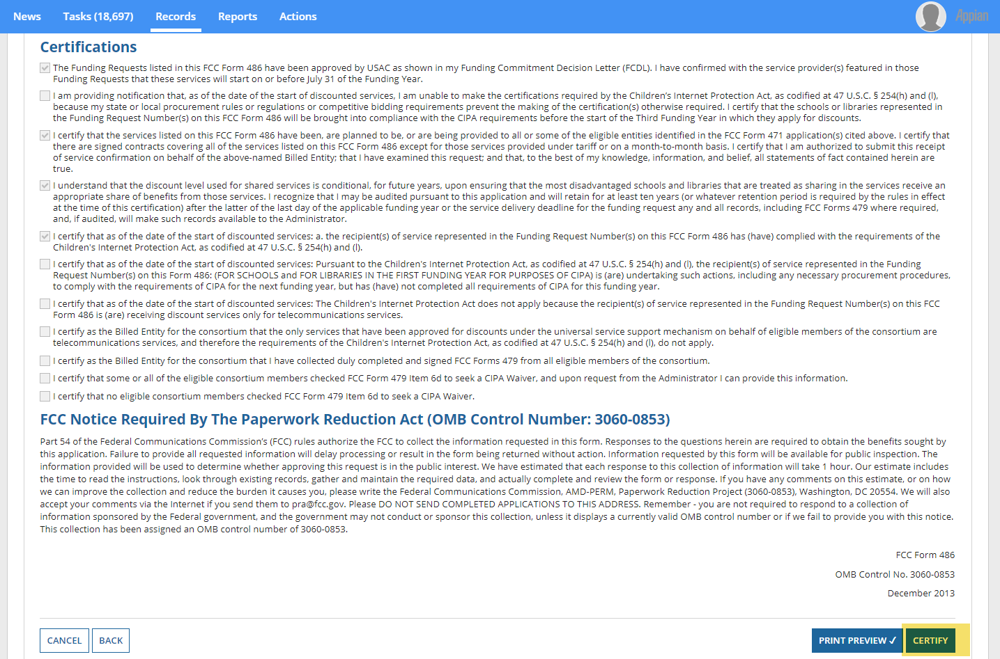 News Tasks (18,697) Records Reports Actions Appian
Certifications
The Funding Requests listed in this FCC Form 486 have been approved by USAC as shown in my Funding Commitment Decision Letter (FCDL). I have confirmed with the service provider(s) featured in those
Funding Requests that these services will start on or before July 31 of the Funding Year.
I am providing notification that, as of the date of the start of discounted services, I am unable to make the certifications required by the Children’s Internet Protection Act, as codified at 47 U.S.C. § 254(h) and (l),
because my state or local procurement rules or regulations or competitive bidding requirements prevent the making of the certification(s) otherwise required. I certify that the schools or libraries represented in
the Funding Request Number(s) on this FCC Form 486 will be brought into compliance with the CIPA requirements before the start of the Third Funding Year in which they apply for discounts.
I certify that the services listed on this FCC Form 486 have been, are planned to be, or are being provided to all or some of the eligible entities identified in the FCC Form 471 application(s) cited above. I certify that
there are signed contracts covering all of the services listed on this FCC Form 486 except for those services provided under tariff or on a month-to-month basis. I certify that I am authorized to submit this receipt
of service confirmation on behalf of the above-named Billed Entity; that I have examined this request; and that, to the best of my knowledge, information, and belief, all statements of fact contained herein are
true.
I understand that the discount level used for shared services is conditional, for future years, upon ensuring that the most disadvantaged schools and libraries that are treated as sharing in the services receive an
appropriate share of benefits from those services. I recognize that I may be audited pursuant to this application and will retain for at least ten years (or whatever retention period is required by the rules in effect
at the time of this certification) after the latter of the last day of the applicable funding year or the service delivery deadline for the funding request any and all records, including FCC Forms 479 where required,
and, if audited, will make such records available to the Administrator.
I certify that as of the date of the start of discounted services: a. the recipient(s) of service represented in the Funding Request Number(s) on this FCC Form 486 has (have) complied with the requirements of the
Children's Internet Protection Act, as codified at 47 U.S.C. § 254(h) and (l).
I certify that as of the date of the start of discounted services: Pursuant to the Children's Internet Protection Act, as codified at 47 U.S.C. § 254(h) and (l), the recipient(s) of service represented in the Funding
Request Number(s) on this Form 486: (FOR SCHOOLS and FOR LIBRARIES IN THE FIRST FUNDING YEAR FOR PURPOSES OF CIPA) is (are) undertaking such actions, including any necessary procurement procedures,
to comply with the requirements of CIPA for the next funding year, but has (have) not completed all requirements of CIPA for this funding year.
I certify that as of the date of the start of discounted services: The Children's Internet Protection Act does not apply because the recipient(s) of service represented in the Funding Request Number(s) on this FCC
Form 486 is (are) receiving discount services only for telecommunications services.
I certify as the Billed Entity for the consortium that the only services that have been approved for discounts under the universal service support mechanism on behalf of eligible members of the consortium are
telecommunications services, and therefore the requirements of the Children's Internet Protection Act, as codified at 47 U.S.C. § 254(h) and (l), do not apply.
I certify as the Billed Entity for the consortium that I have collected duly completed and signed FCC Forms 479 from all eligible members of the consortium.
I certify that some or all of the eligible consortium members checked FCC Form 479 Item 6d to seek a CIPA Waiver, and upon request from the Administrator I can provide this information.
I certify that no eligible consortium members checked FCC Form 479 Item 6d to seek a CIPA Waiver.
FCC Notice Required By The Paperwork Reduction Act (OMB Control Number: 3060-0853)
Part 54 of the Federal Communications Commission’s (FCC) rules authorize the FCC to collect the information requested in this form. Responses to the questions herein are required to obtain the benefits sought by
this application. Failure to provide all requested information will delay processing or result in the form being returned without action. Information requested by this form will be available for public inspection. The
information provided will be used to determine whether approving this request is in the public interest. We have estimated that each response to this collection of information will take 1 hour. Our estimate includes
the time to read the instructions, look through existing records, gather and maintain the required data, and actually complete and review the form or response. If you have any comments on this estimate, or on how
we can improve the collection and reduce the burden it causes you, please write the Federal Communications Commission, AMD-PERM, Paperwork Reduction Project (3060-0853), Washington, DC 20554. We will also
accept your comments via the Internet if you send them to pra@fcc.gov. Please DO NOT SEND COMPLETED APPLICATIONS TO THIS ADDRESS. Remember - you are not required to respond to a collection of
information sponsored by the Federal government, and the government may not conduct or sponsor this collection, unless it displays a currently valid OMB control number or if we fail to provide you with this notice.
This collection has been assigned an OMB control number of 3060-0853.
FCC Form 486
OMB Control No. 3060-0853
December 2013
CANCEL BACK PRINT PREVIEW ✓ CERTIFY